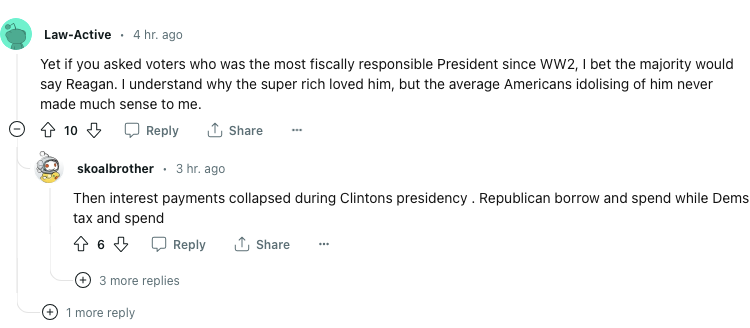 Law-Active · 4 hr. ago
Yet if you asked voters who was the most fiscally responsible President since WW2, I bet the majority would
say Reagan. I understand why the super rich loved him, but the average Americans idolising of him never
made much sense to me.
10 Reply Share ···
skoalbrother · 3 hr. ago
Then interest payments collapsed during Clintons presidency . Republican borrow and spend while Dems
tax and spend
6 Reply Share ···
3 more replies
1 more reply